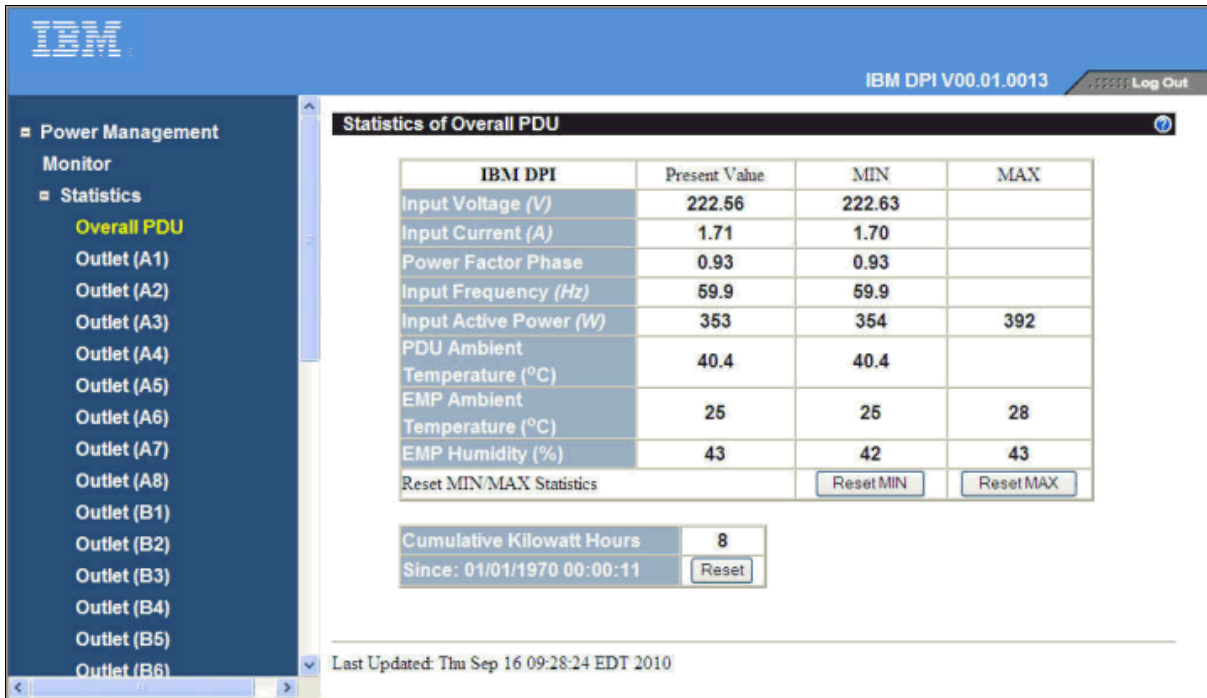 IBM
IBM DPI V00.01.0013
Log Out
Power Management
Monitor
Statistics
Overall PDU
Outlet (A1)
Outlet (A2)
Outlet (A3)
Outlet (A4)
Outlet (A5)
Outlet (A6)
Outlet (A7)
Outlet (A8)
Outlet (B1)
Outlet (B2)
Outlet (B3)
Outlet (B4)
Outlet (B5)
Outlet (B6)
Statistics of Overall PDU ?
IBM DPI Present Value MIN MAX
Input Voltage (V) 222.56 222.63
Input Current (A) 1.71 1.70
Power Factor Phase 0.93 0.93
Input Frequency (Hz) 59.9 59.9
Input Active Power (W) 353 354 392
PDU Ambient
Temperature (°C) 40.4 40.4
EMP Ambient
Temperature (°C) 25 25 28
EMP Humidity (%) 43 42 43
Reset MIN/MAX Statistics Reset MIN Reset MAX
Cumulative Kilowatt Hours 8
Since: 01/01/1970 00:00:11 Reset
Last Updated: Thu Sep 16 09:28:24 EDT 2010